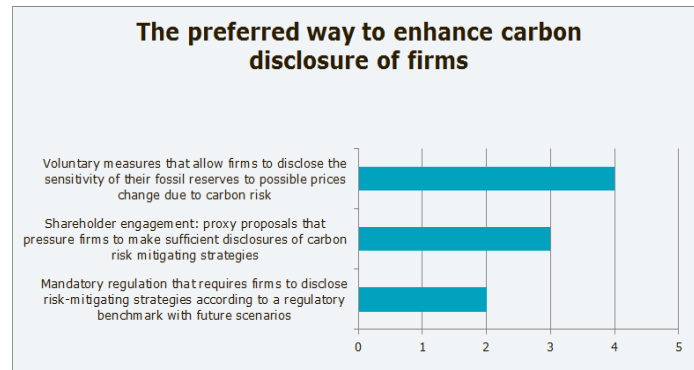 The preferred way to enhance carbon
disclosure of firms
Voluntary measures that allow firms to disclose the
sensitivity of their fossil reserves to possible prices
change due to carbon risk
Shareholder engagement: proxy proposals that
pressure firms to make sufficient disclosures of carbon
risk mitigating strategies
Mandatory regulation that requires firms to disclose
risk-mitigating strategies according to a regulatory
benchmark with future scenarios
0 1 2 3 4 5